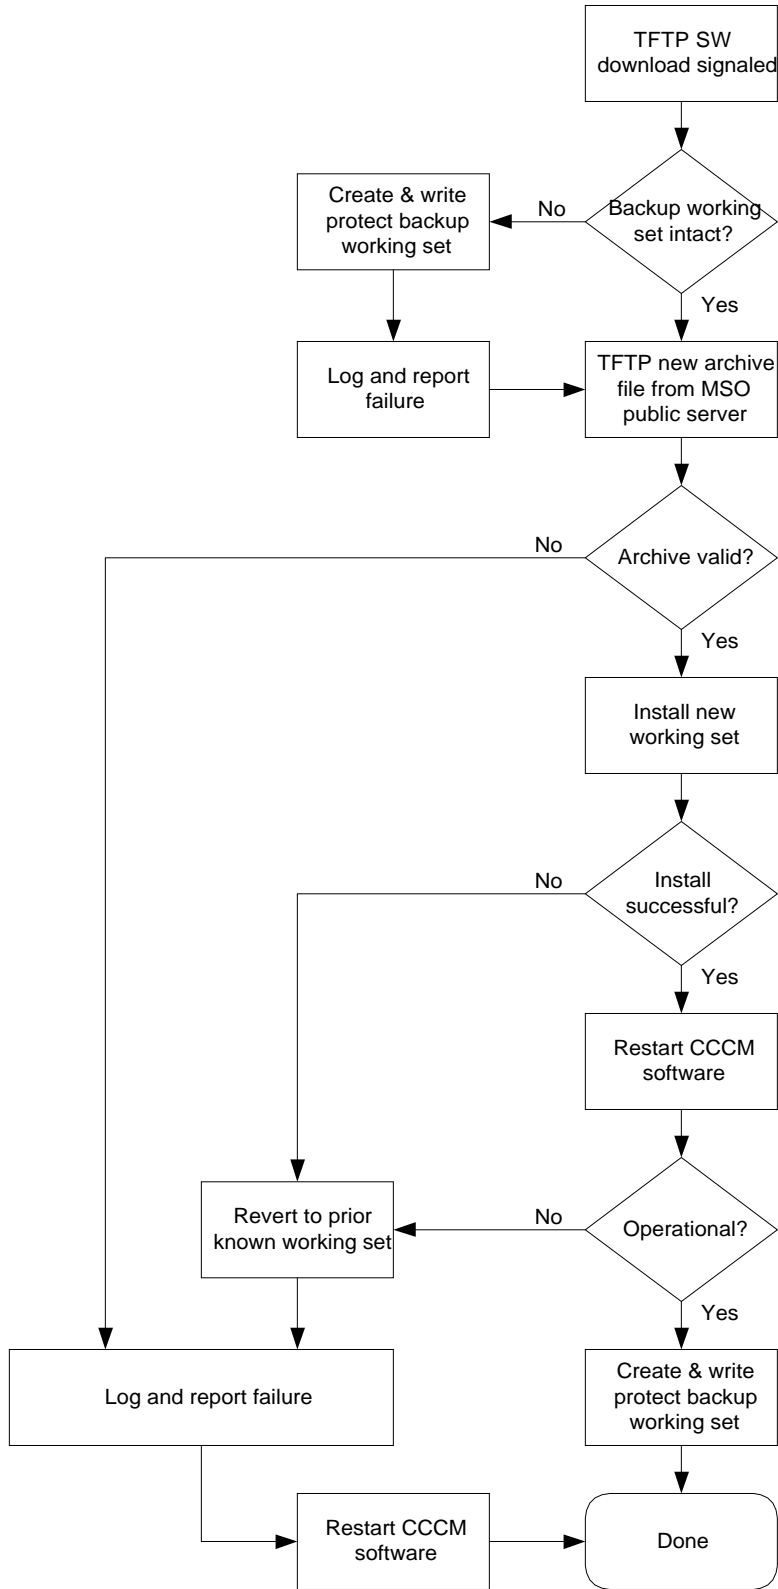 TFTP SW
download signaled
Backup working
set intact?
No
Create & write
protect backup
working set
Yes
Log and report
failure
TFTP new archive
file from MSO
public server
No
Archive valid?
Yes
Install new
working set
No
Install
successful?
Yes
Restart CCCM
software
Revert to prior
known working set
No
Operational?
Yes
Log and report failure
Create & write
protect backup
working set
Restart CCCM
software
Done